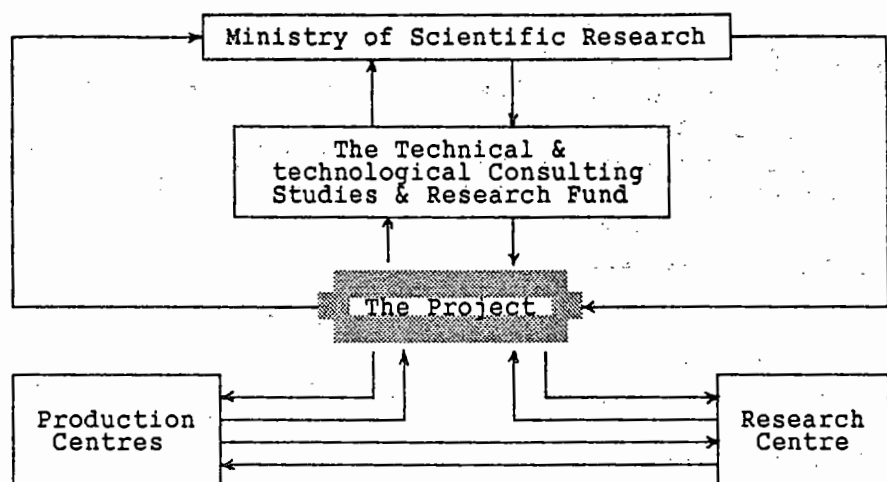 Ministry of Scientific Research
The Technical &
technological Consulting
Studies & Research Fund
The Project
Production
Centres
Research
Centre